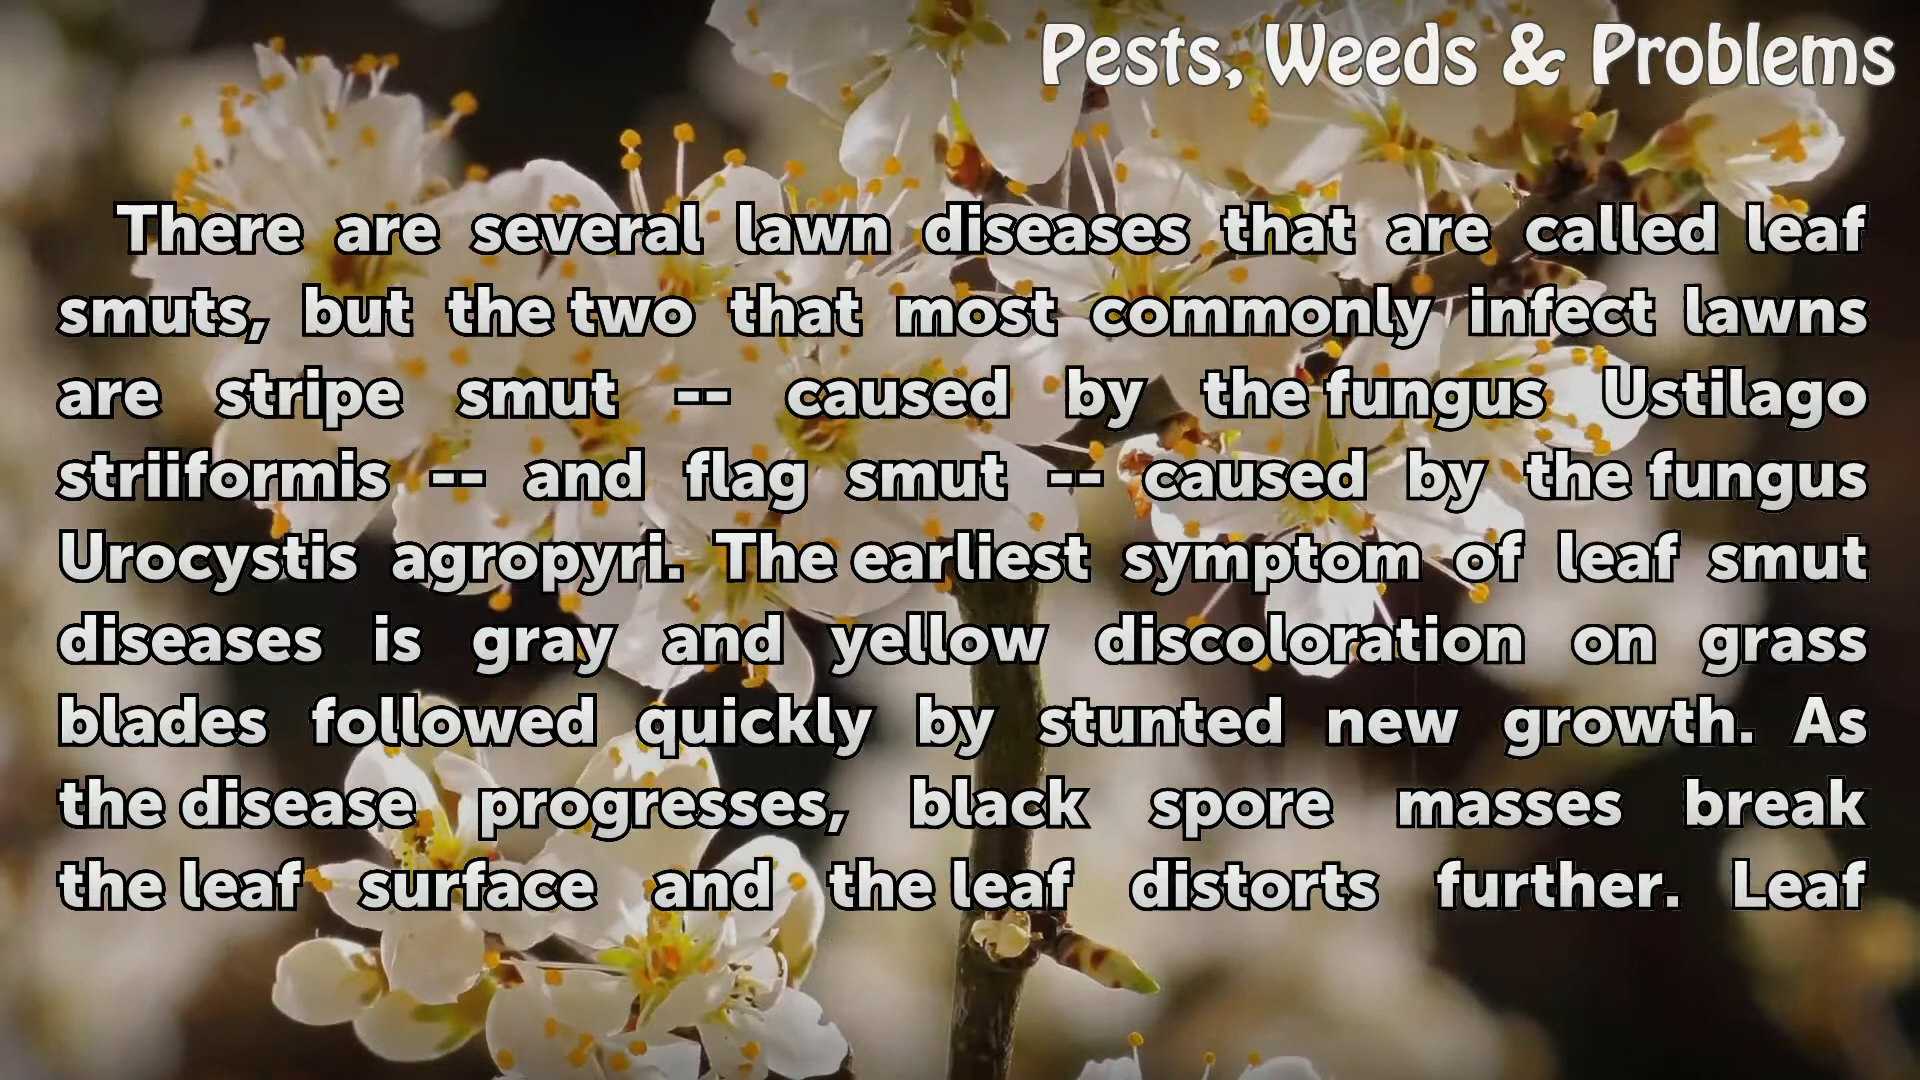 Pests, Weeds & Problems
There are several lawn diseases that are called leaf
smuts, but the two that most commonly infect lawns
are stripe smut -- caused by the fungus Ustilago
striiformis -- and flag smut -- caused by the fungus
Urocystis agropyri. The earliest symptom of leaf smut
diseases is gray and yellow discoloration on grass
blades followed quickly by stunted new growth. As
the disease progresses, black spore masses break
the leaf surface and the leaf distorts further. Leaf